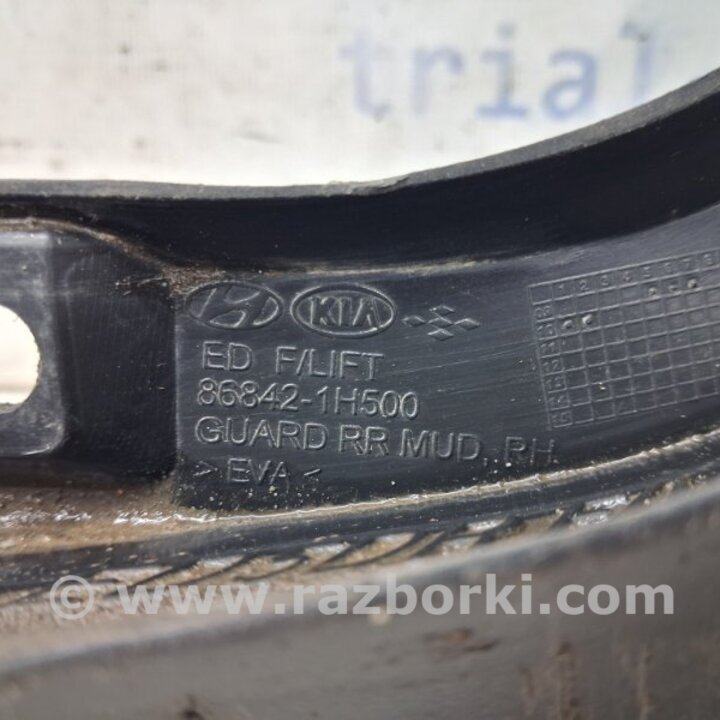 trial
KIA
ED F/LIFT
86842-1H500
GUARD RR MUD, RH
> EVA <
© www.razborki.com